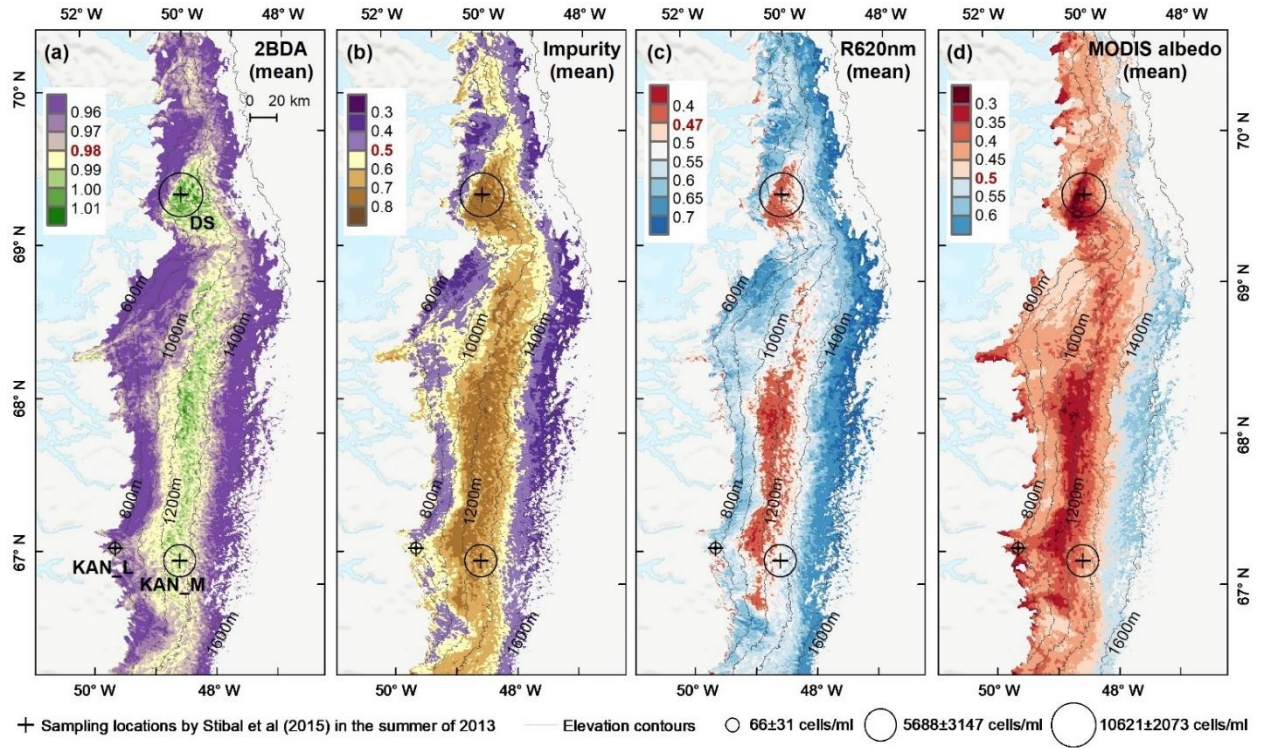 52° W 50° W 48° W 52° W 50° W 48° W 52° W 50° W 48° W 52° W 50° W 48° W
(a) 2BDA (mean)
0.96
0.97
0.98
0.99
1.00
1.01
0 20 km
DS
600m
1000m
1400m
800m
1200m
KAN_L
KAN_M
1600m
(b) Impurity (mean)
0.3
0.4
0.5
0.6
0.7
0.8
600m
1000m
1400m
800m
1200m
1600m
(c) R620nm (mean)
0.4
0.47
0.5
0.55
0.6
0.65
0.7
600m
1000m
1400m
800m
1200m
1600m
(d) MODIS albedo (mean)
0.3
0.35
0.4
0.45
0.5
0.55
0.6
600m
1000m
1400m
800m
1200m
1600m
70° N
69° N
68° N
67° N
70° N
69° N
68° N
67° N
50° W 48° W 50° W 48° W 50° W 48° W 50° W 48° W
Sampling locations by Stibal et al (2015) in the summer of 2013 Elevation contours 66±31 cells/ml 5688±3147 cells/ml 10621±2073 cells/ml